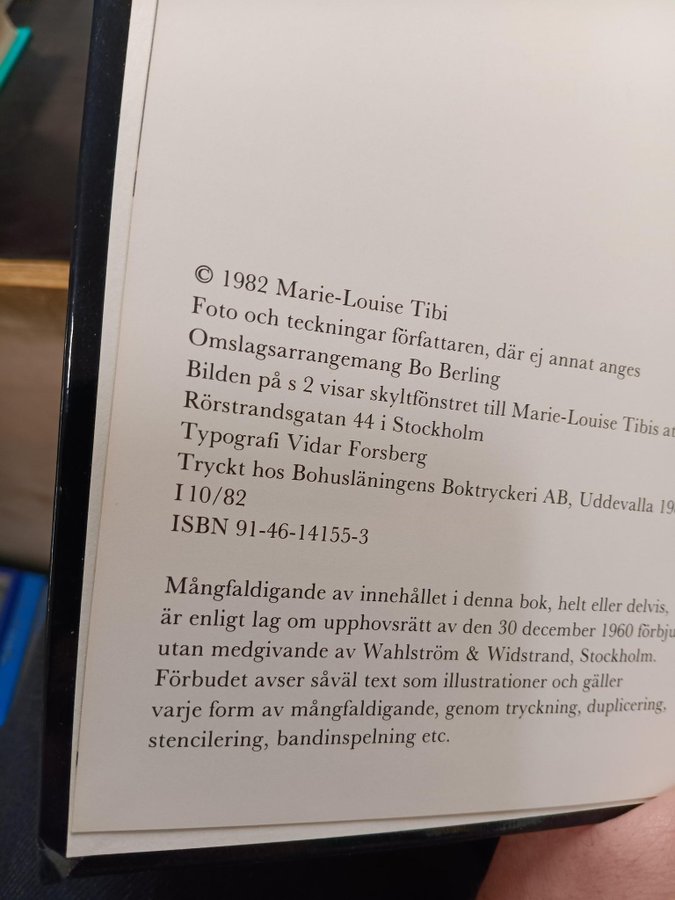 © 1982 Marie-Louise Tibi
Foto och teckningar författaren, där ej annat anges
Omslagsarrangemang Bo Berling
Bilden på s 2 visar skyltfönstret till Marie-Louise Tibis
Rörstrandsgatan 44 i Stockholm
Typografi Vidar Forsberg
Tryckt hos Bohusläningens Boktryckeri AB, Uddevalla
I 10/82
ISBN 91-46-14155-3
Mångfaldigande av innehållet i denna bok, helt eller delvis,
är enligt lag om upphovsrätt av den 30 december 1960
utan medgivande av Wahlström & Widstrand, Stockholm.
Förbudet avser såväl text som illustrationer och gäller
varje form av mångfaldigande, genom tryckning, duplicering,
stencilering, bandinspelning etc.